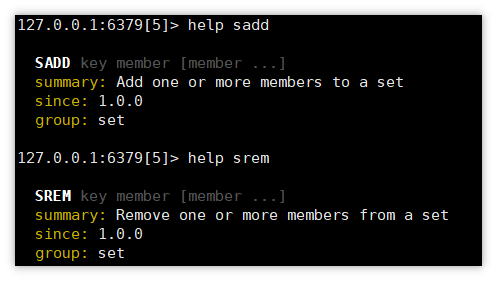 127.0.0.1:6379[5]> help sadd
SADD key member [member ...]
summary: Add one or more members to a set
since: 1.0.0
group: set
127.0.0.1:6379[5]> help srem
SREM key member [member ...]
summary: Remove one or more members from a set
since: 1.0.0
group: set